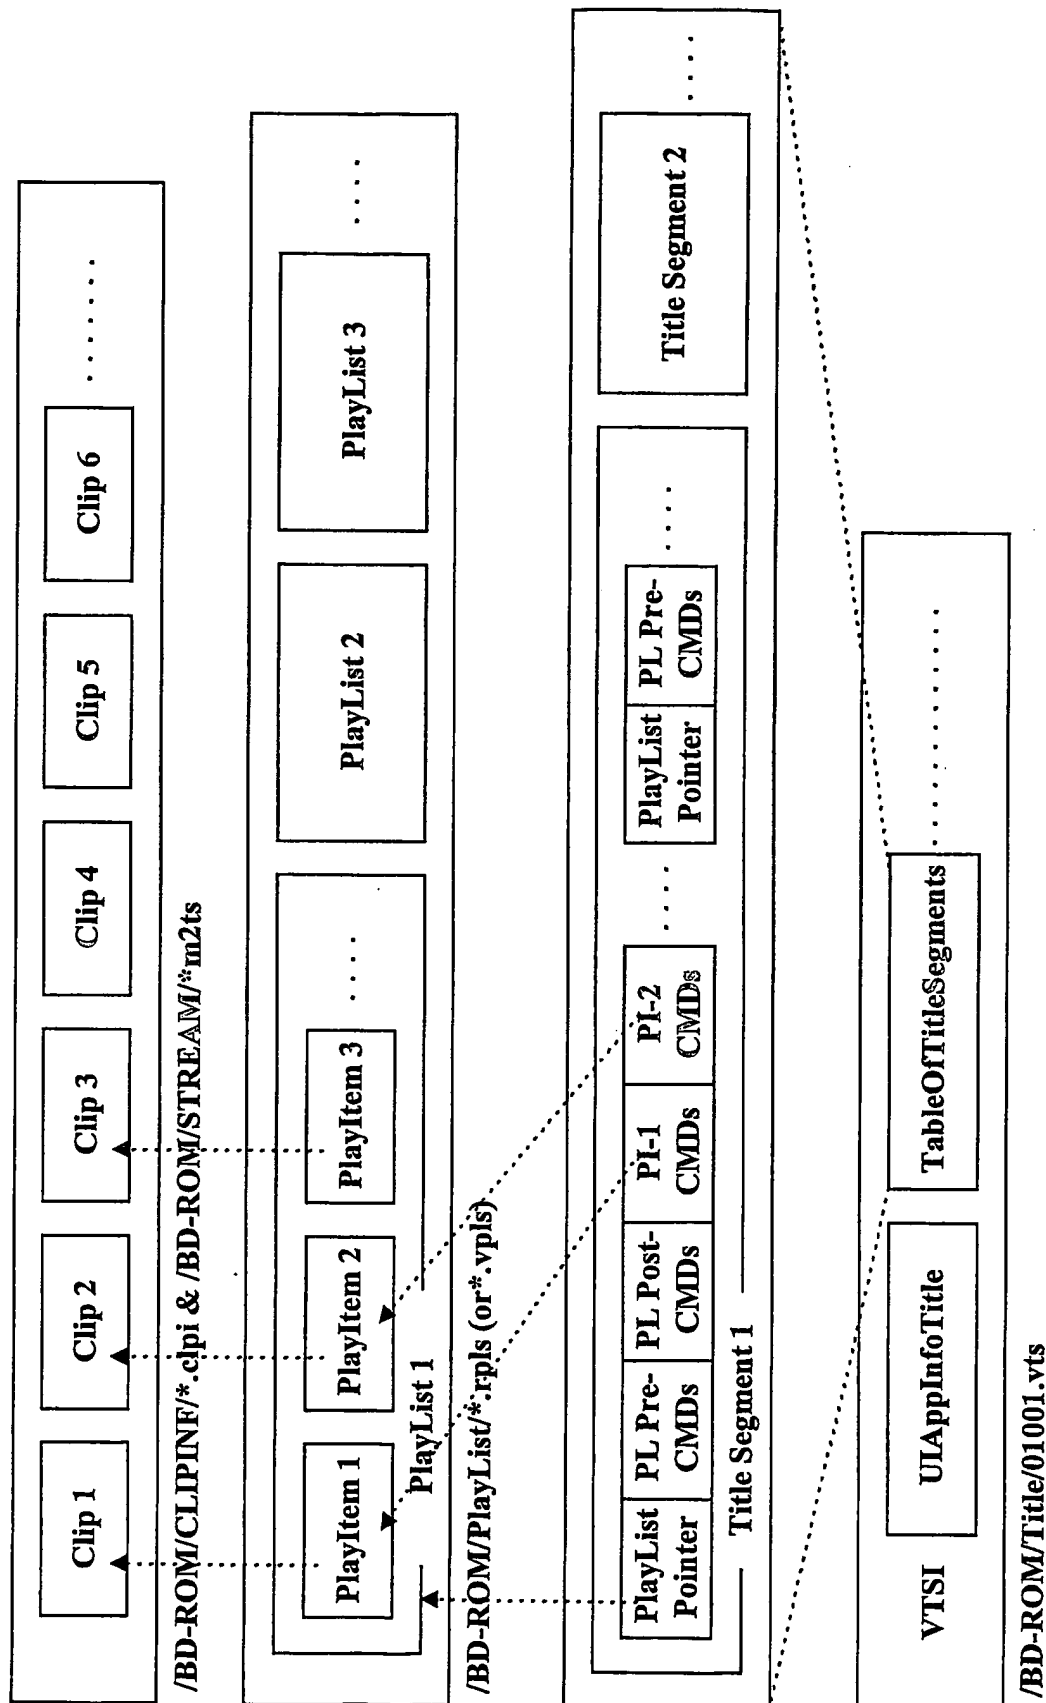 Clip 1
Clip 2
Clip 3
Clip 4
Clip 5
Clip 6
. . . . . . .
/BD-ROM/CLIPINF/*.clpi & /BD-ROM/STREAM/*m2ts
PlayItem 1
PlayItem 2
PlayItem 3
. . . .
PlayList 1
PlayList 2
PlayList 3
. . . .
/BD-ROM/PlayList/*.rpls (or*.vpls)
PlayList
Pointer
PL Pre-
CMDs
PL Post-
CMDs
PI-1
CMDs
PI-2
CMDs
. . . .
PlayList
Pointer
PL Pre-
CMDs
. . . .
Title Segment 1
Title Segment 2
. . . .
VTSI
UIAppInfoTitle
TableOfTitleSegments
. . . . . . . . . . . . .
/BD-ROM/Title/01001.vts